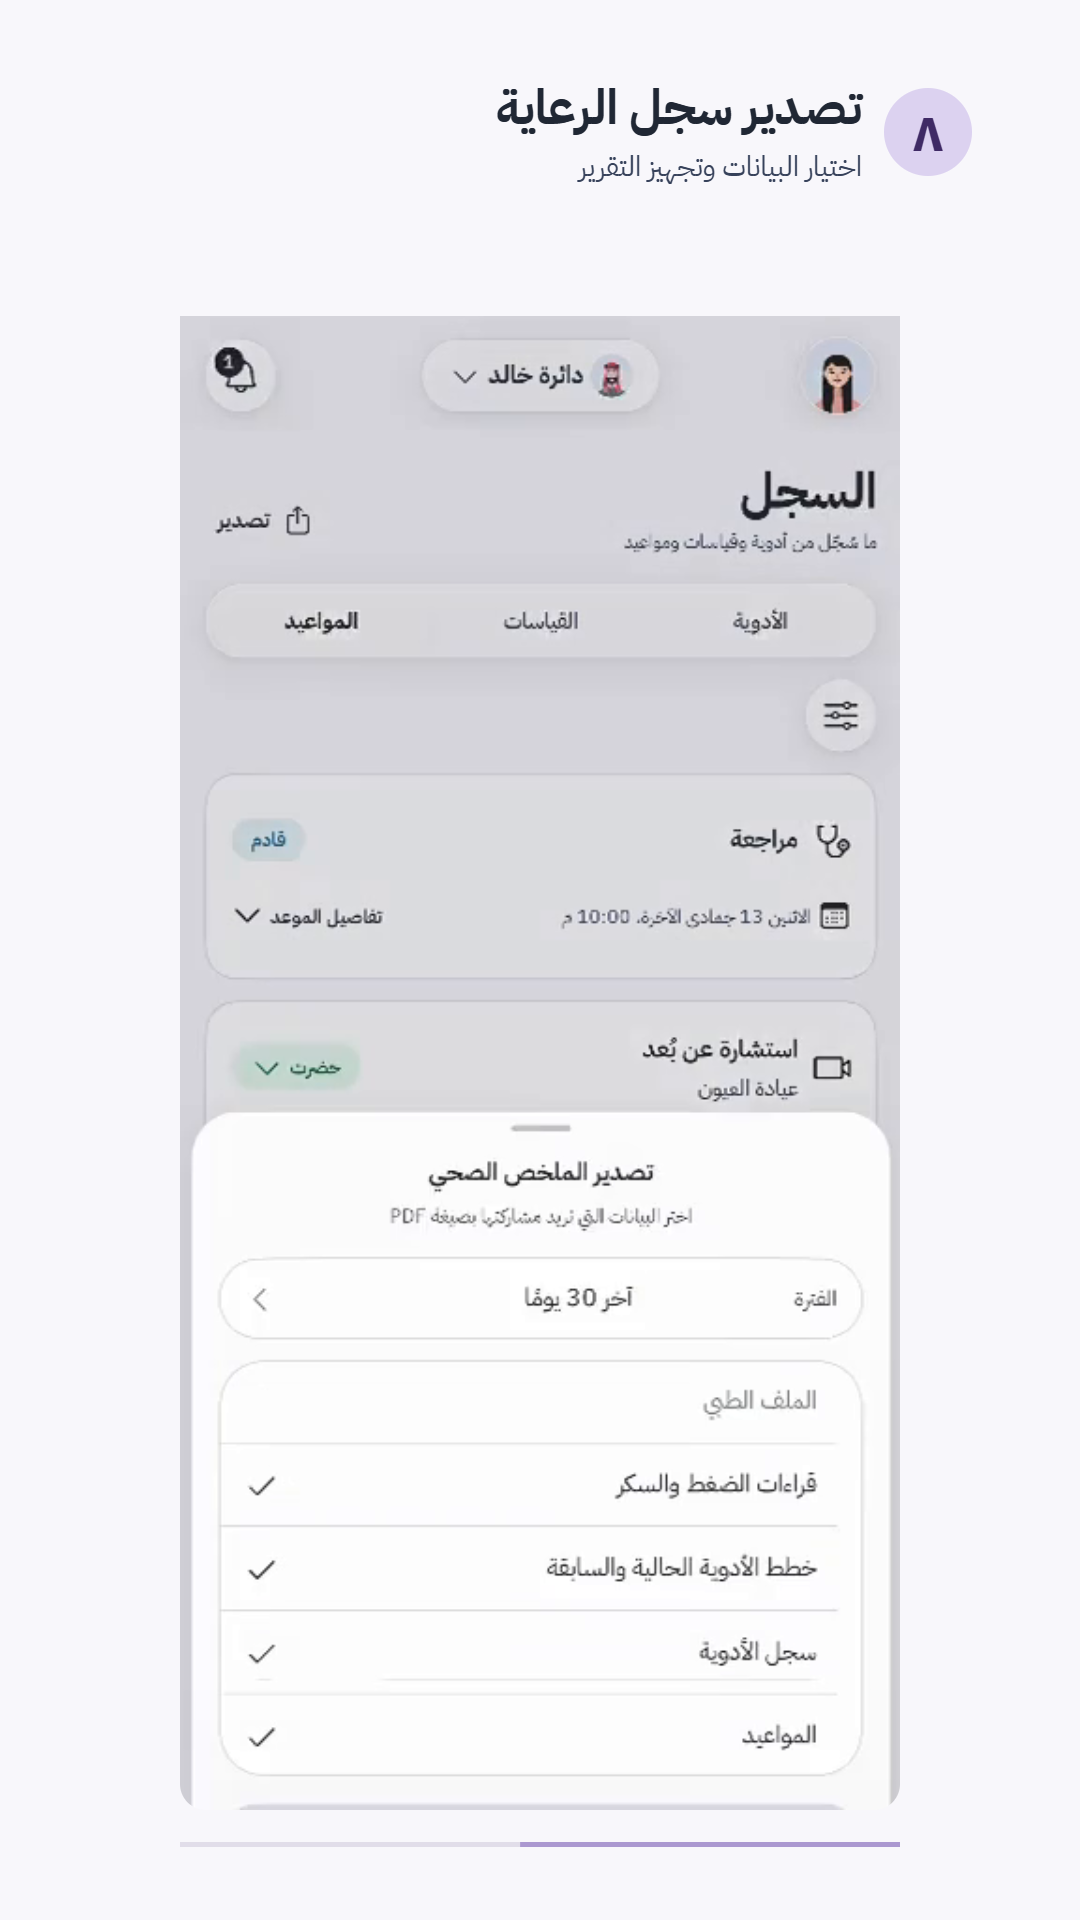 ٨
تصدير سجل الرعاية
اختيار البيانات وتجهيز التقرير
دائرة خالد
1
السجل
ما سُجّل من أدوية وقياسات ومواعيد
تصدير
الأدوية
القياسات
المواعيد
مراجعة
قادم
الاثنين 13 جمادى الآخرة، 10:00 م
تفاصيل الموعد
استشارة عن بُعد
عيادة العيون
حضرت
تصدير الملخص الصحي
اختر البيانات التي تريد مشاركتها بصيغة PDF
الفترة
آخر 30 يومًا
الملف الطبي
قراءات الضغط والسكر
خطط الأدوية الحالية والسابقة
سجل الأدوية
المواعيد